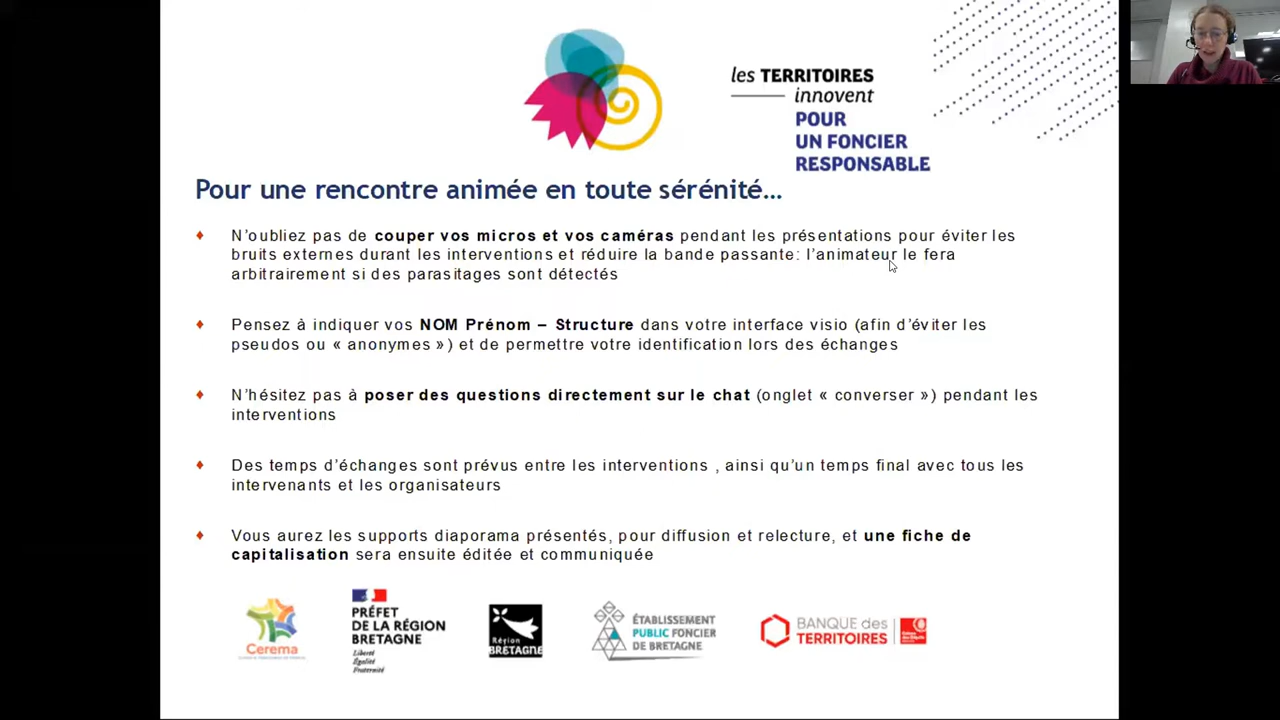 les TERRITOIRES
innovent
POUR
UN FONCIER
RESPONSABLE
Pour une rencontre animée en toute sérénité…
N’oubliez pas de couper vos micros et vos caméras pendant les présentations pour éviter les
bruits externes durant les interventions et réduire la bande passante: l’animateur le fera
arbitrairement si des parasitages sont détectés
Pensez à indiquer vos NOM Prénom – Structure dans votre interface visio (afin d’éviter les
pseudos ou « anonymes ») et de permettre votre identification lors des échanges
N’hésitez pas à poser des questions directement sur le chat (onglet « converser ») pendant les
interventions
Des temps d’échanges sont prévus entre les interventions , ainsi qu’un temps final avec tous les
intervenants et les organisateurs
Vous aurez les supports diaporama présentés, pour diffusion et relecture, et une fiche de
capitalisation sera ensuite éditée et communiquée
Cerema
PRÉFET
DE LA RÉGION
BRETAGNE
Liberté
Égalité
Fraternité
Région
BRETAGNE
ÉTABLISSEMENT
PUBLIC FONCIER
DE BRETAGNE
BANQUE des
TERRITOIRES